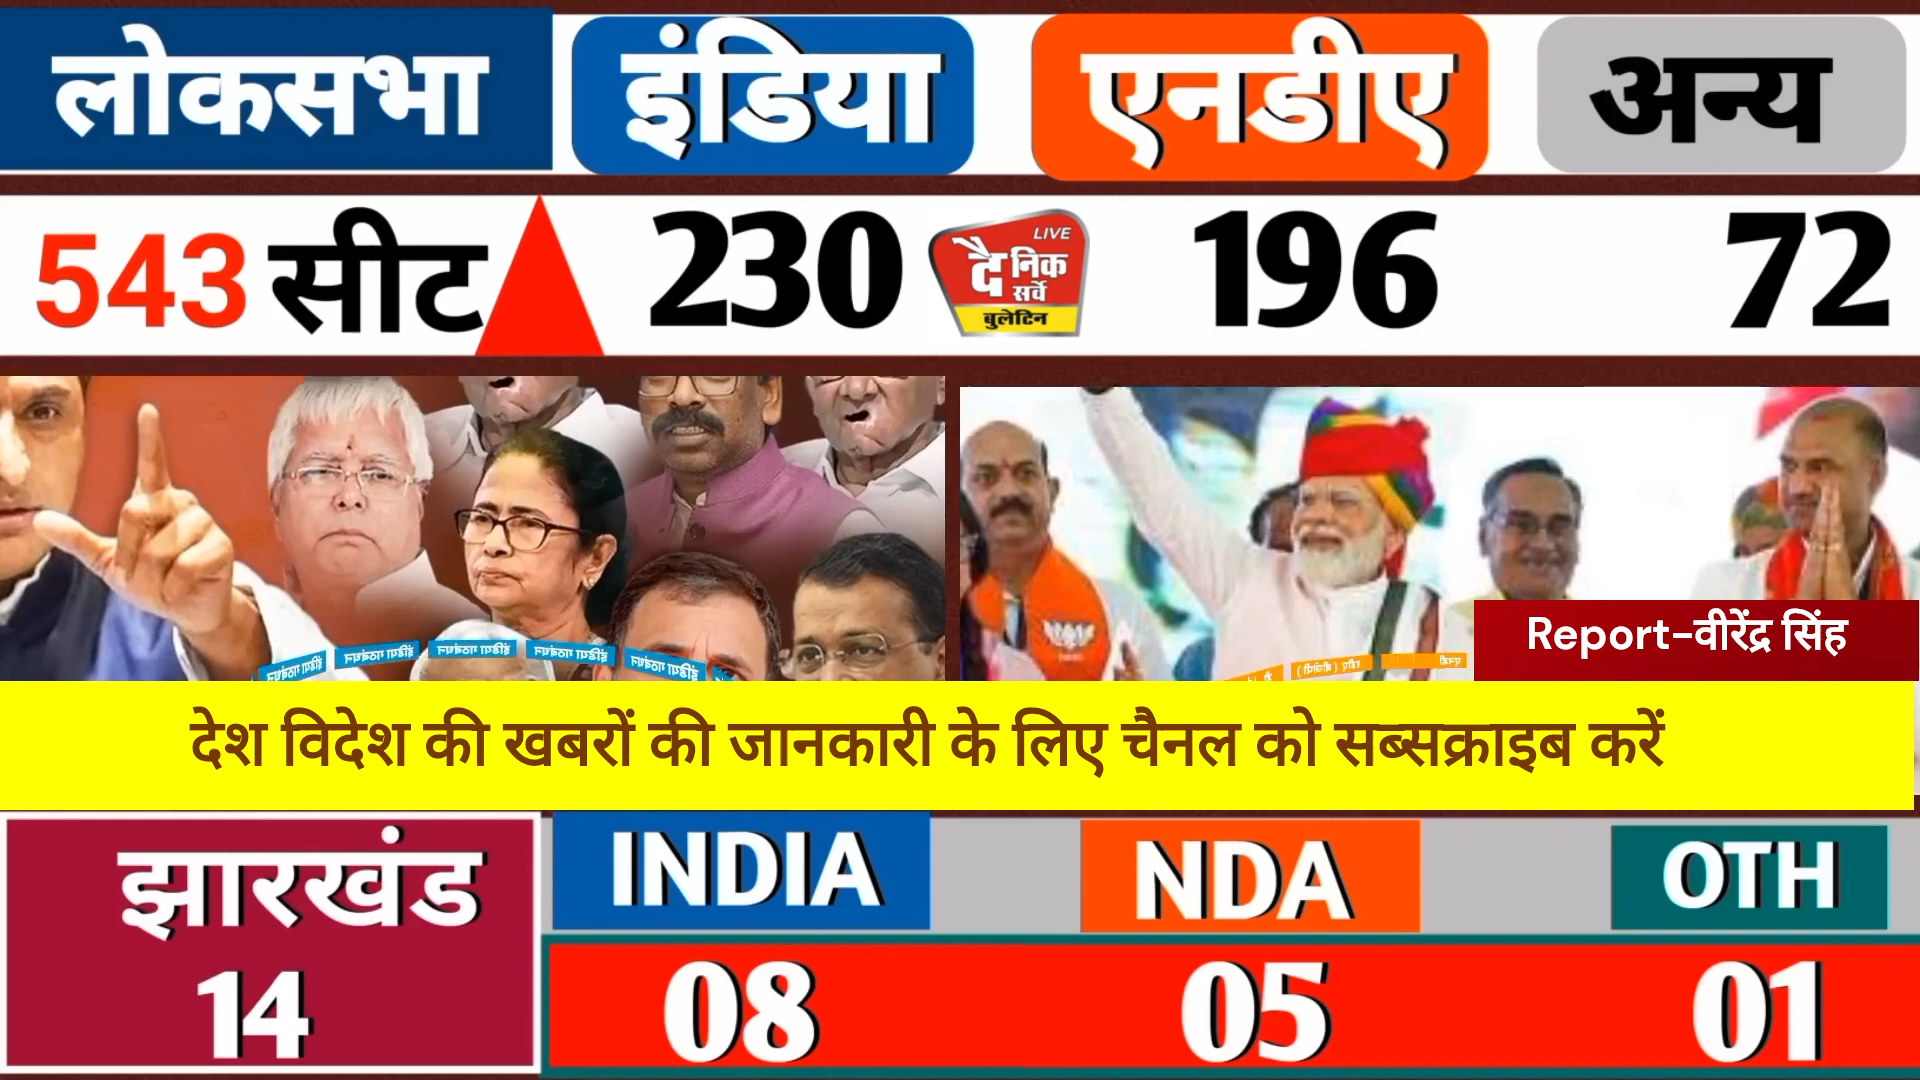 लोकसभा इंडिया एनडीए अन्य
543 सीट 230 196 72
LIVE
दैनिक
सर्वे
बुलेटिन
Report-वीरेंद्र सिंह
देश विदेश की खबरों की जानकारी के लिए चैनल को सब्सक्राइब करें
झारखंड INDIA NDA OTH
14 08 05 01